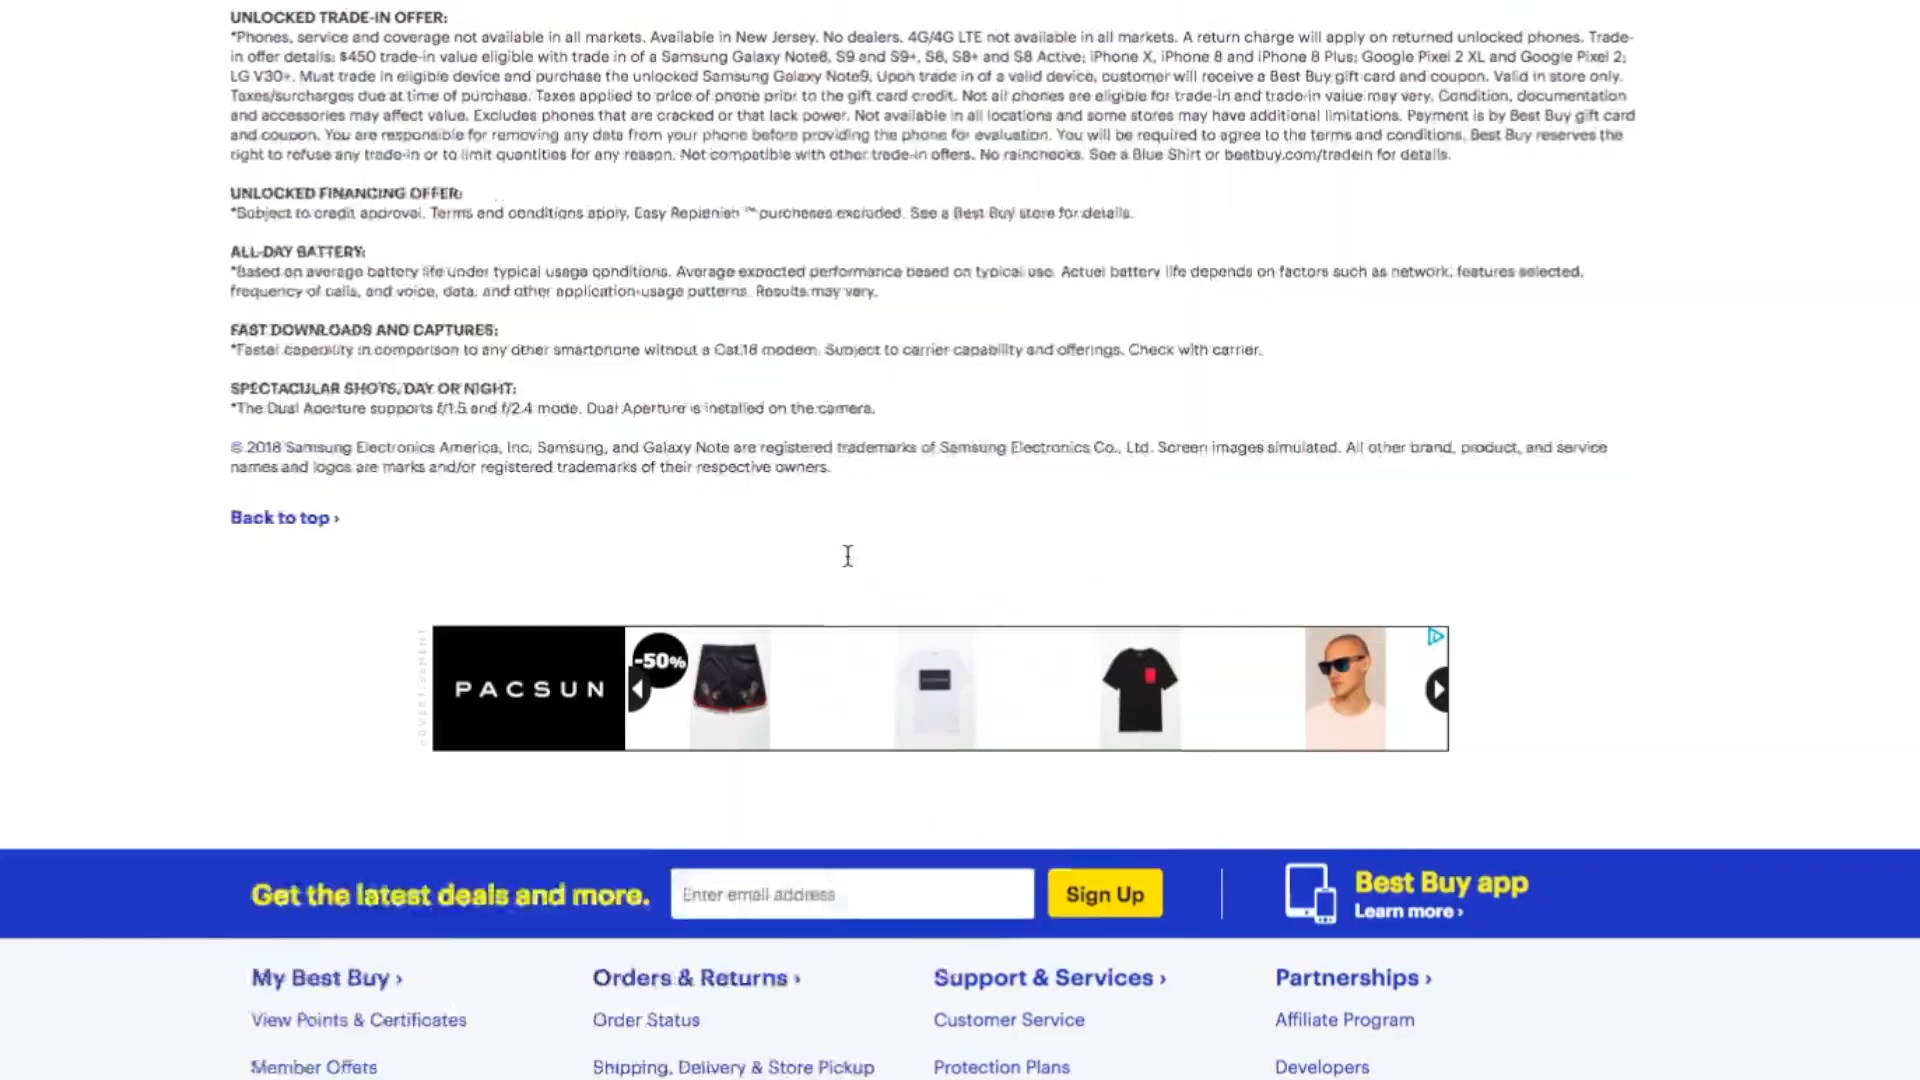 UNLOCKED TRADE-IN OFFER:
*Phones, service and coverage not available in all markets. Available in New Jersey. No dealers. 4G/4G LTE not available in all markets. A return charge will apply on returned unlocked phones. Trade-
in offer details: $450 trade-in value eligible with trade in of a Samsung Galaxy Note8, S9 and S9+, S8, S8+ and S8 Active; iPhone X, iPhone 8 and iPhone 8 Plus; Google Pixel 2 XL and Google Pixel 2;
LG V30+. Must trade in eligible device and purchase the unlocked Samsung Galaxy Note9. Upon trade in of a valid device, customer will receive a Best Buy gift card and coupon. Valid in store only.
Taxes/surcharges due at time of purchase. Taxes applied to price of phone prior to the gift card credit. Not all phones are eligible for trade-in and trade-in value may vary. Condition, documentation
and accessories may affect value. Excludes phones that are cracked or that lack power. Not available in all locations and some stores may have additional limitations. Payment is by Best Buy gift card
and coupon. You are responsible for removing any data from your phone before providing the phone for evaluation. You will be required to agree to the terms and conditions. Best Buy reserves the
right to refuse any trade-in or to limit quantities for any reason. Not compatible with other trade-in offers. No rainchecks. See a Blue Shirt or bestbuy.com/tradein for details.
UNLOCKED FINANCING OFFER:
*Subject to credit approval. Terms and conditions apply. Easy Replenish ™ purchases excluded. See a Best Buy store for details.
ALL-DAY BATTERY:
*Based on average battery life under typical usage conditions. Average expected performance based on typical use. Actual battery life depends on factors such as network, features selected,
frequency of calls, and voice, data, and other application-usage patterns. Results may vary.
FAST DOWNLOADS AND CAPTURES:
*Faster capability in comparison to any other smartphone without a Cat.18 modem. Subject to carrier capability and offerings. Check with carrier.
SPECTACULAR SHOTS, DAY OR NIGHT:
*The Dual Aperture supports f/1.5 and f/2.4 mode. Dual Aperture is installed on the camera.
© 2018 Samsung Electronics America, Inc. Samsung, and Galaxy Note are registered trademarks of Samsung Electronics Co., Ltd. Screen images simulated. All other brand, product, and service
names and logos are marks and/or registered trademarks of their respective owners.
Back to top ›
ADVERTISEMENT
PACSUN
-50%
Get the latest deals and more.
Enter email address
Sign Up
Best Buy app
Learn more ›
My Best Buy ›
Orders & Returns ›
Support & Services ›
Partnerships ›
View Points & Certificates
Order Status
Customer Service
Affiliate Program
Member Offers
Shipping, Delivery & Store Pickup
Protection Plans
Developers